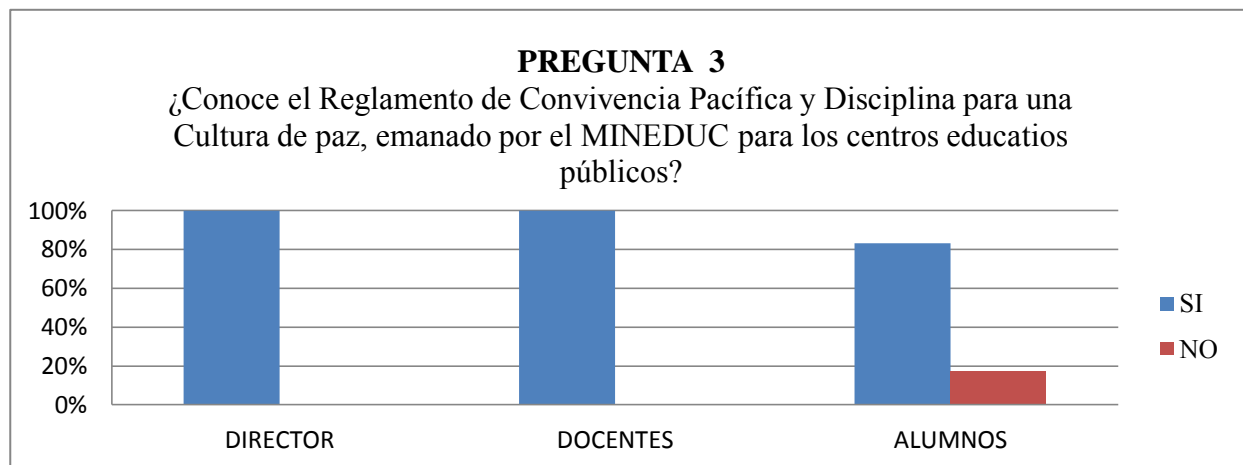 PREGUNTA 3
¿Conoce el Reglamento de Convivencia Pacífica y Disciplina para una
Cultura de paz, emanado por el MINEDUC para los centros educatios
públicos?
100%
80%
60%
40%
20%
0%
DIRECTOR
DOCENTES
ALUMNOS
SI
NO